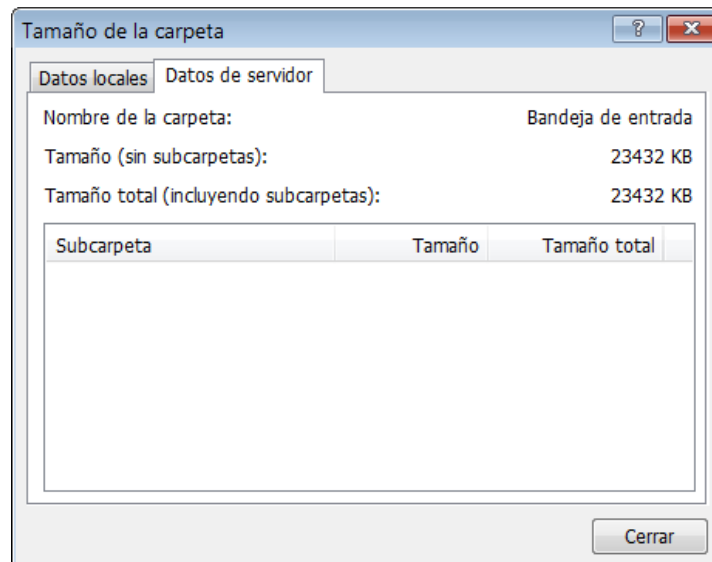 Tamaño de la carpeta
Datos locales Datos de servidor
Nombre de la carpeta: Bandeja de entrada
Tamaño (sin subcarpetas): 23432 KB
Tamaño total (incluyendo subcarpetas): 23432 KB
Subcarpeta Tamaño Tamaño total
Cerrar